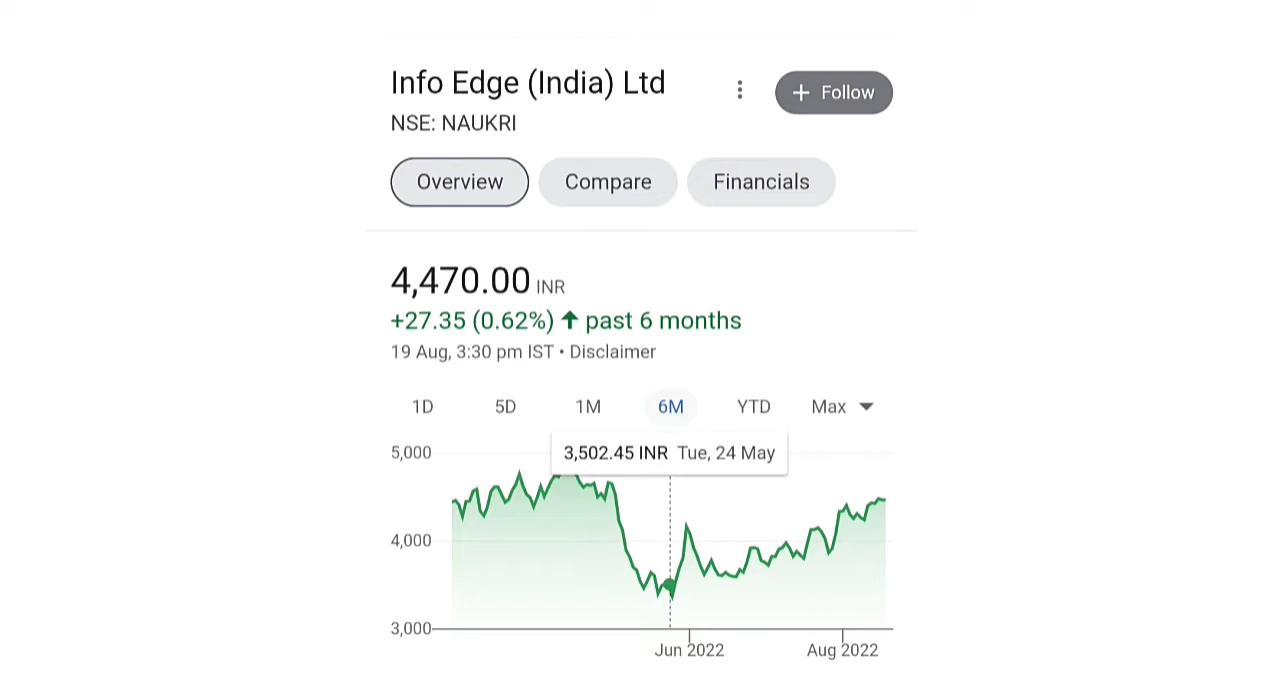 Info Edge (India) Ltd
+ Follow
NSE: NAUKRI
Overview Compare Financials
4,470.00 INR
+27.35 (0.62%) ↑ past 6 months
19 Aug, 3:30 pm IST • Disclaimer
1D 5D 1M 6M YTD Max
3,502.45 INR Tue, 24 May
5,000
4,000
3,000
Jun 2022 Aug 2022